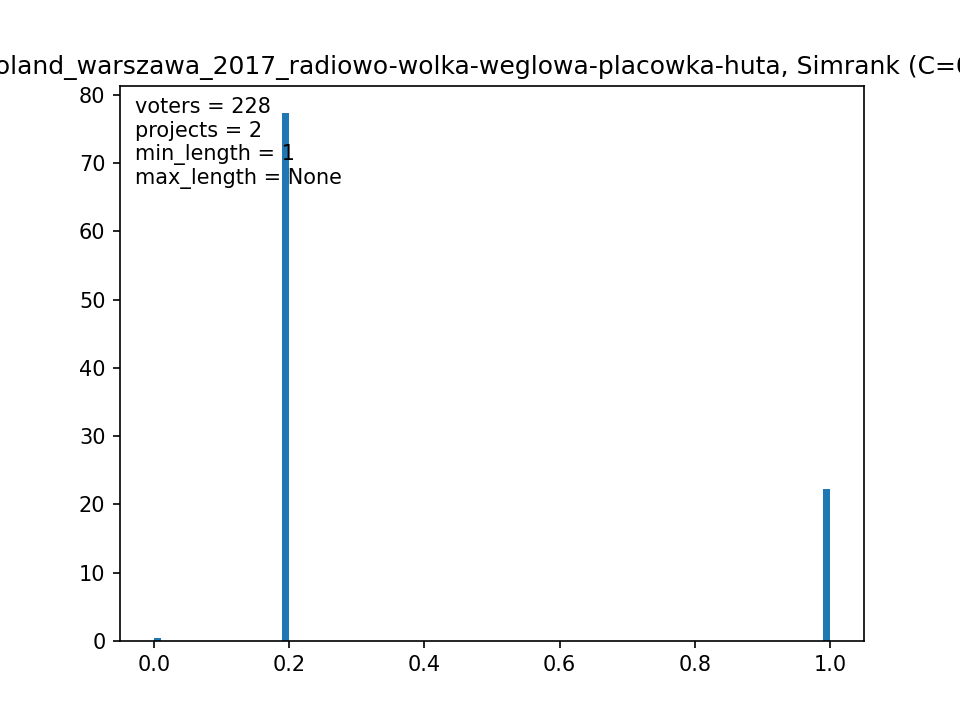 oland_warszawa_2017_radiowo-wolka-weglowa-placowka-huta, Simrank (C=0
voters = 228
projects = 2
min_length = 1
max_length = None
80
70
60
50
40
30
20
10
0
0.0 0.2 0.4 0.6 0.8 1.0